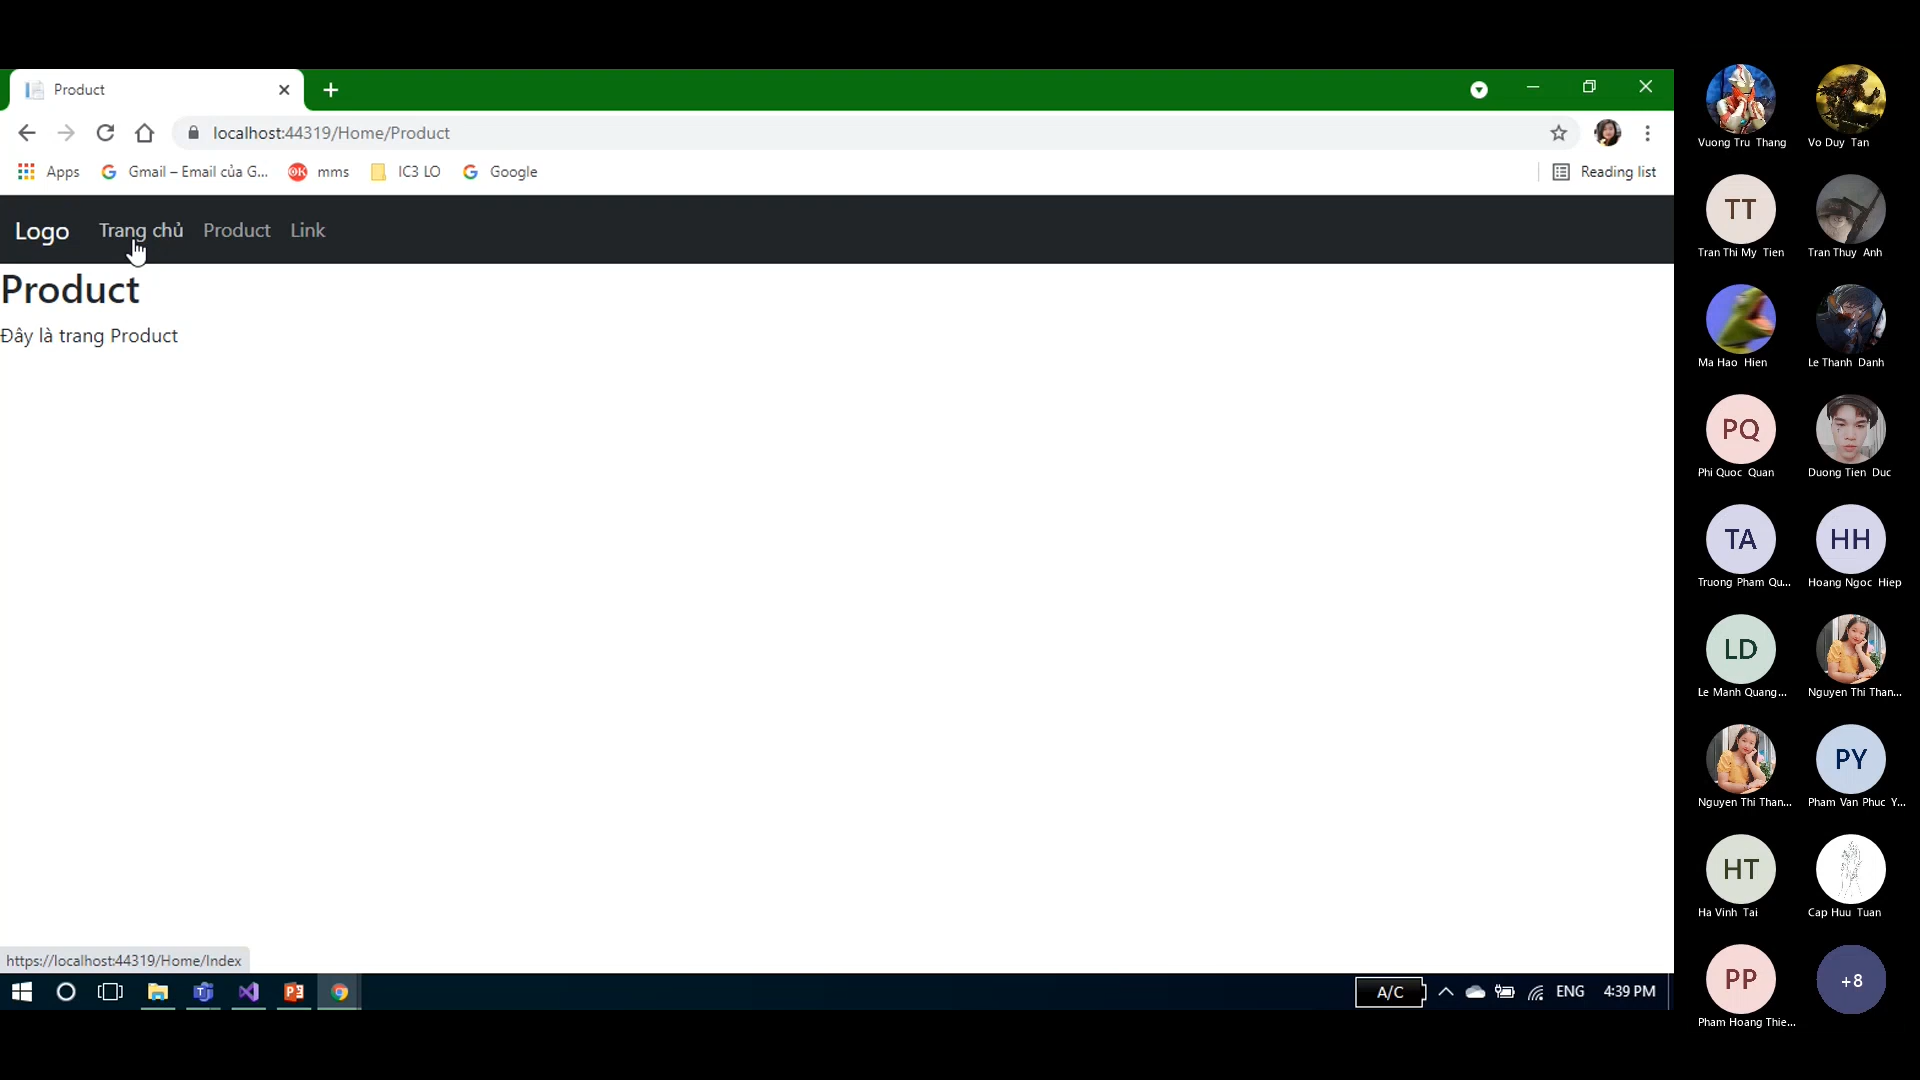 Product
localhost:44319/Home/Product
Apps
Gmail – Email của G...
mms
IC3 LO
Google
Reading list
Logo
Trang chủ
Product
Link
Product
Đây là trang Product
https://localhost:44319/Home/Index
A/C
ENG
4:39 PM
Vuong Tru Thang
Vo Duy Tan
TT
Tran Thi My Tien
Tran Thuy Anh
Ma Hao Hien
Le Thanh Danh
PQ
Phi Quoc Quan
Duong Tien Duc
TA
Truong Pham Qu...
HH
Hoang Ngoc Hiep
LD
Le Manh Quang...
Nguyen Thi Than...
Nguyen Thi Than...
PY
Pham Van Phuc Y...
HT
Ha Vinh Tai
Cap Huu Tuan
PP
Pham Hoang Thie...
+8